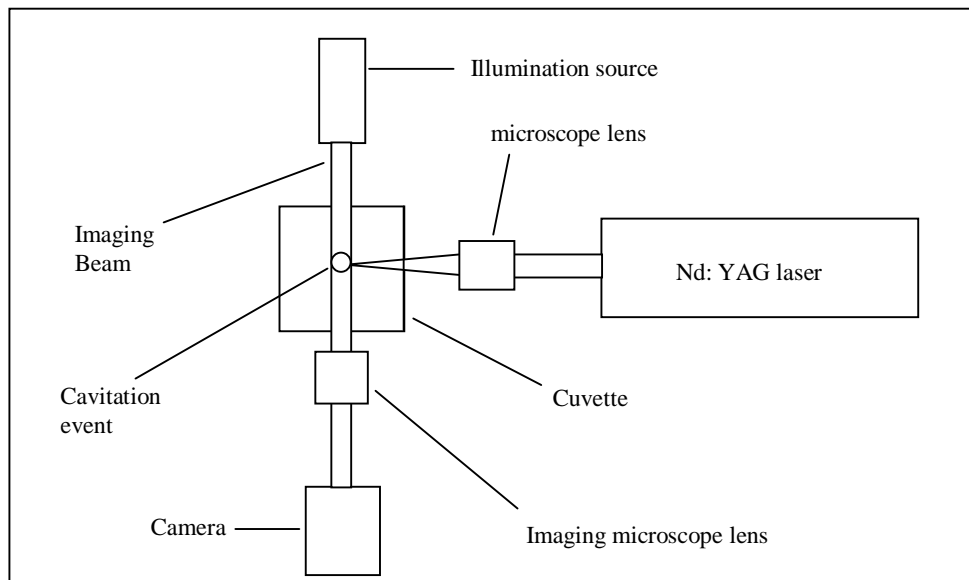 Illumination source
microscope lens
Imaging
Beam
Nd: YAG laser
Cavitation
event
Cuvette
Camera
Imaging microscope lens